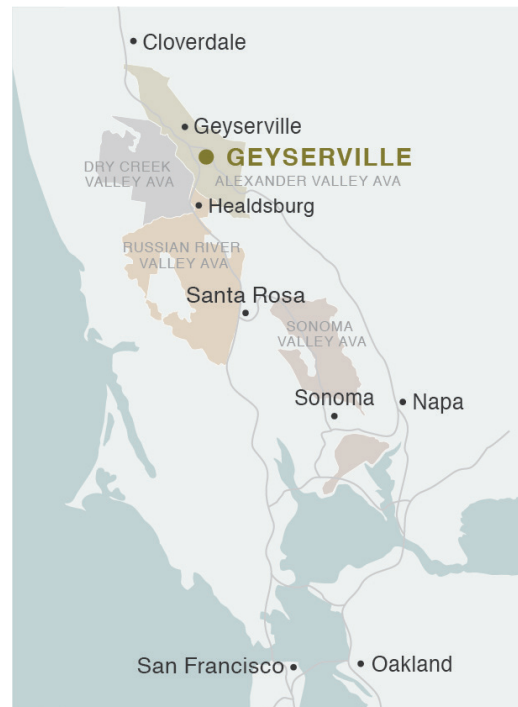 Cloverdale
Geyserville
GEYSERVILLE
DRY CREEK
VALLEY AVA
ALEXANDER VALLEY AVA
Healdsburg
RUSSIAN RIVER
VALLEY AVA
Santa Rosa
SONOMA
VALLEY AVA
Sonoma
Napa
San Francisco
Oakland